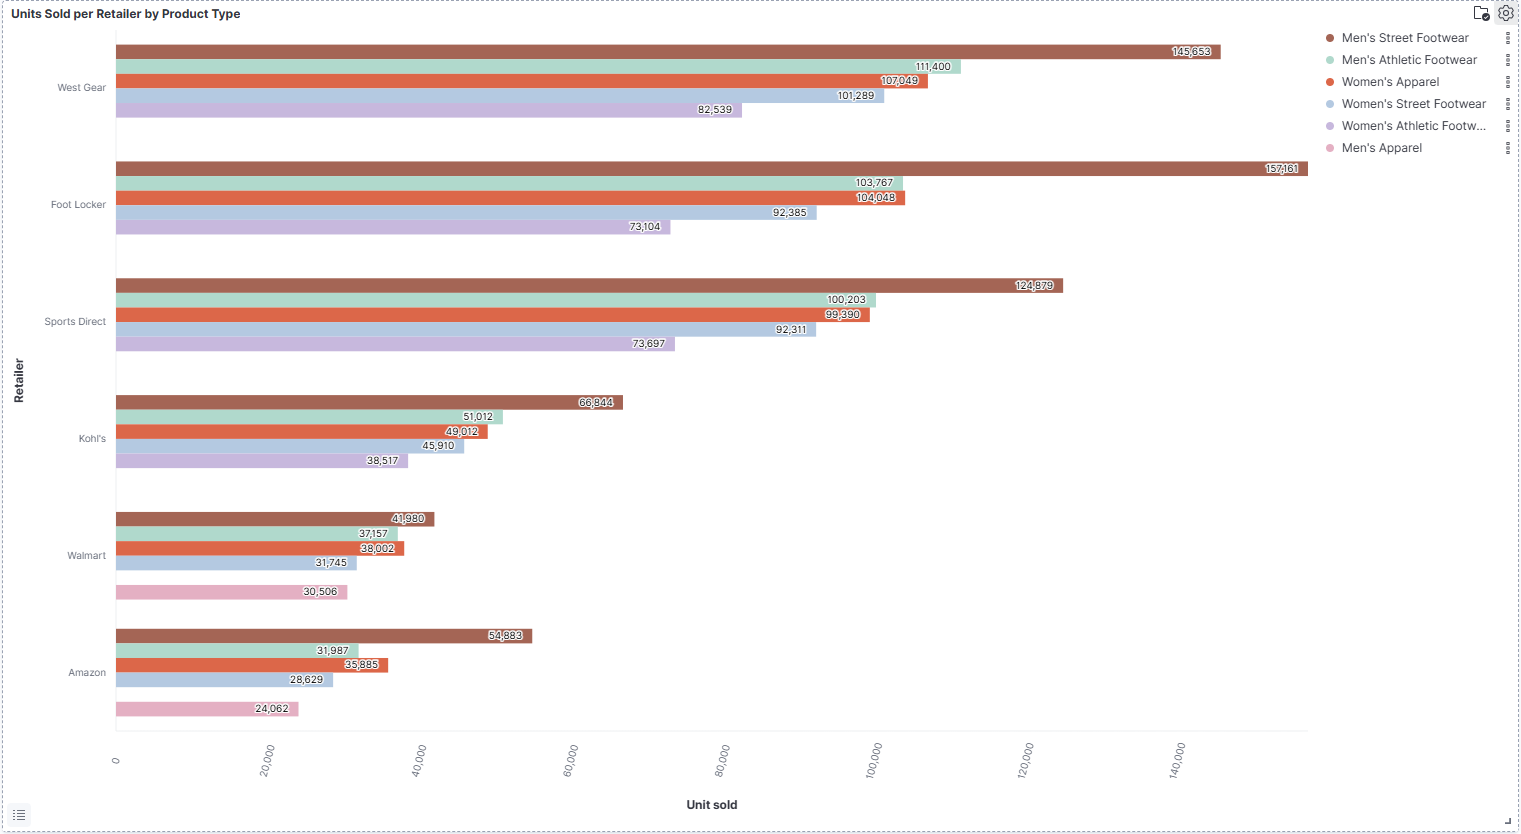 Units Sold per Retailer by Product Type
Men's Street Footwear
Men's Athletic Footwear
Women's Apparel
Women's Street Footwear
Women's Athletic Footw...
Men's Apparel
Retailer
West Gear
145,653
111,400
107,049
101,289
82,539
Foot Locker
157,161
103,767
104,048
92,385
73,104
Sports Direct
124,879
100,203
99,390
92,311
73,697
Kohl's
66,844
51,012
49,012
45,910
38,517
Walmart
41,980
37,157
38,002
31,745
30,506
Amazon
54,883
31,987
35,885
28,629
24,062
0
20,000
40,000
60,000
80,000
100,000
120,000
140,000
Unit sold